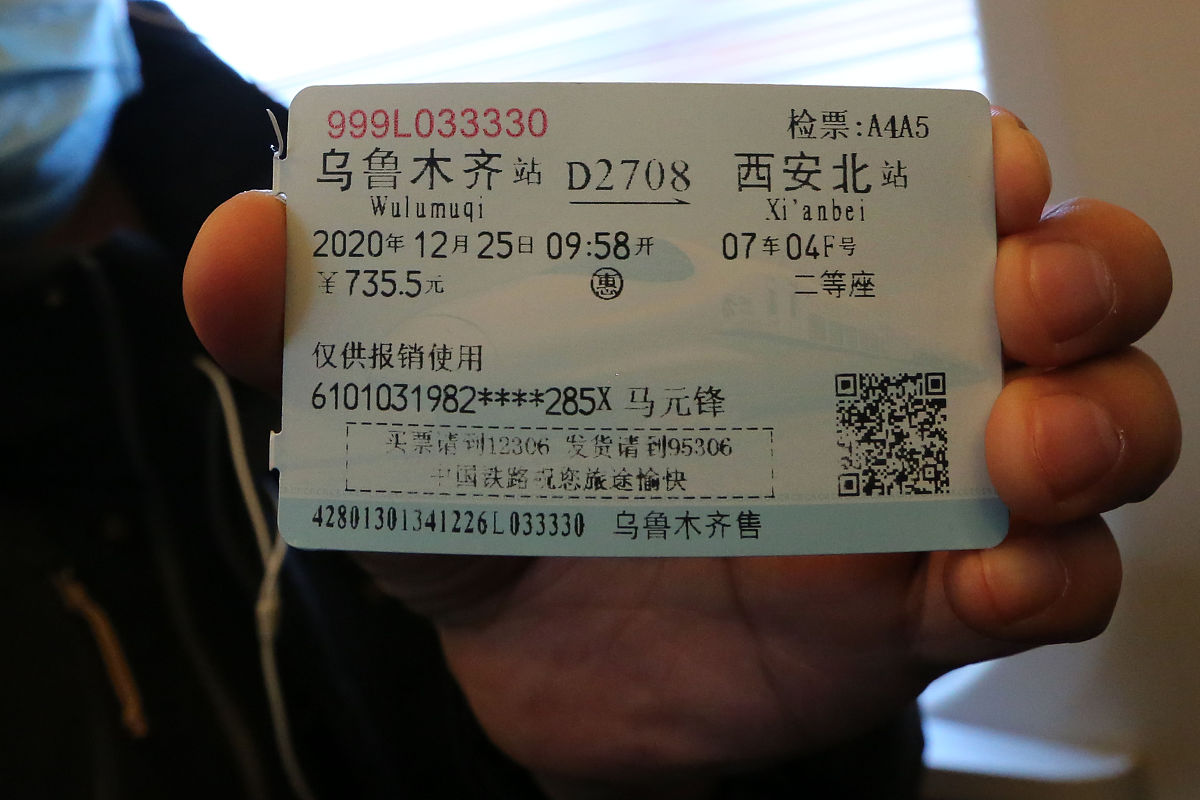 999L033330 检票:A4A5
乌鲁木齐站 D2708 西安北站
Wulumuqi Xi'anbei
2020年12月25日09:58开 07车04F号
¥735.5元 惠 二等座
仅供报销使用
6101031982****285X 马元锋
买票请到12306 发货请到95306
中国铁路祝您旅途愉快
42801301341226L033330 乌鲁木齐售